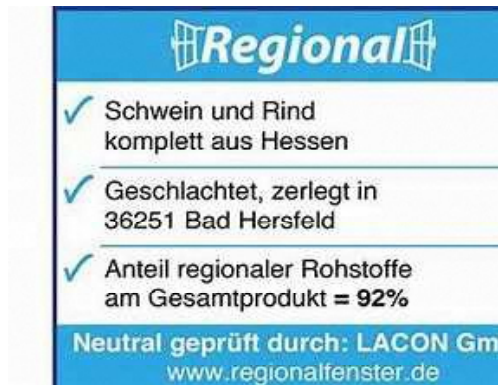 Regional
Schwein und Rind
komplett aus Hessen
Geschlachtet, zerlegt in
36251 Bad Hersfeld
Anteil regionaler Rohstoffe
am Gesamtprodukt = 92%
Neutral geprüft durch: LACON Gm
www.regionalfenster.de